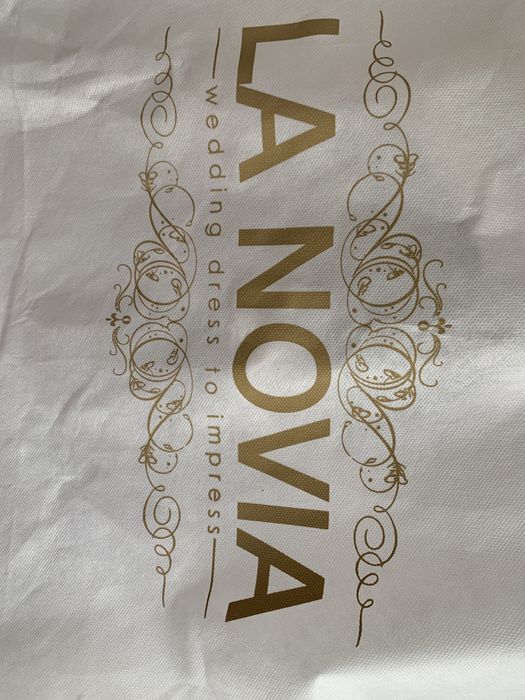 LA NOVIA
wedding dress to impress